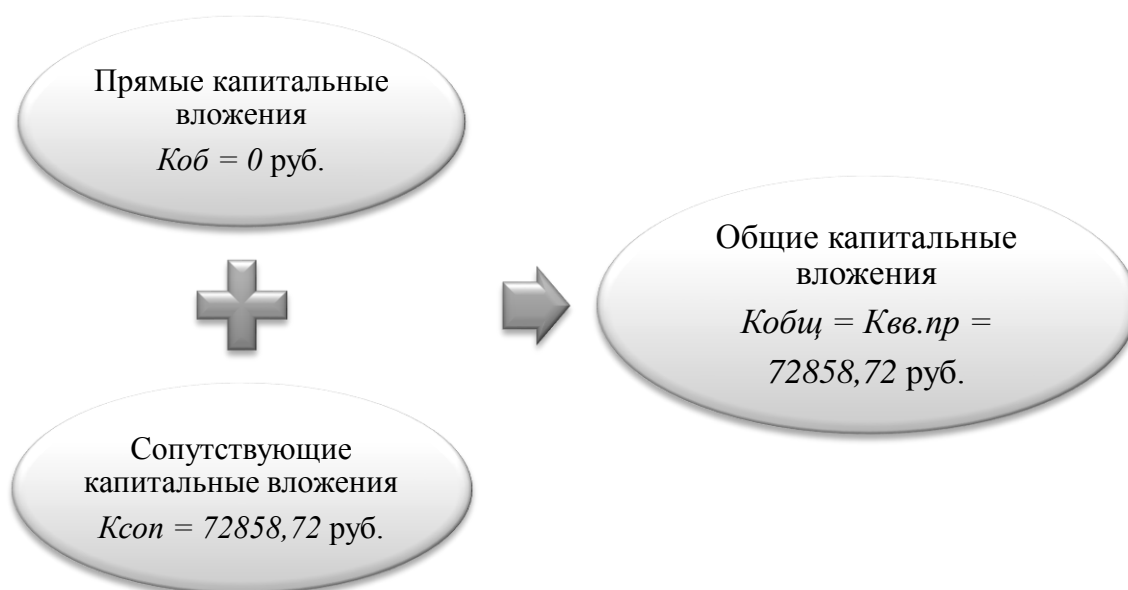 Прямые капитальные
вложения
Коб = 0 руб.
Сопутствующие
капитальные вложения
Ксоп = 72858,72 руб.
Общие капитальные
вложения
Кобщ = Квв.пр =
72858,72 руб.